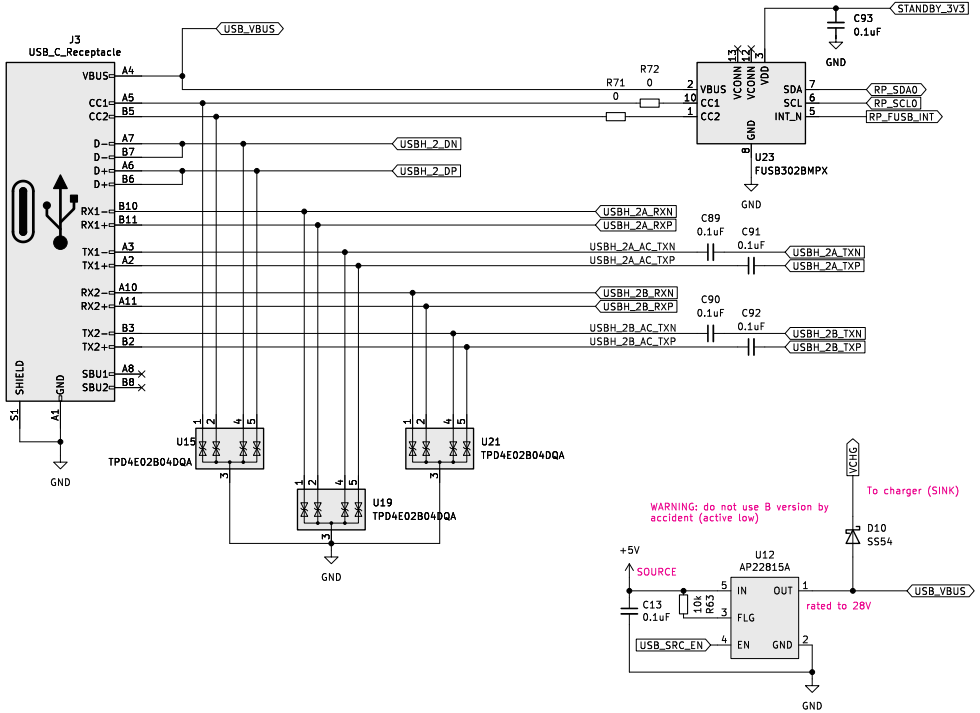 J3
USB_C_Receptacle
VBUS A4
CC1 A5
CC2 B5
D- A7
D- B7
D+ A6
D+ B6
RX1- B10
RX1+ B11
TX1- A3
TX1+ A2
RX2- A10
RX2+ A11
TX2- B3
TX2+ B2
SBU1 A8
SBU2 B8
SHIELD
GND
S1
A1
GND
USB_VBUS
R71
0
R72
0
USBH_2_DN
USBH_2_DP
USBH_2A_RXN
USBH_2A_RXP
USBH_2A_AC_TXN
USBH_2A_AC_TXP
C89
0.1uF
C91
0.1uF
USBH_2A_TXN
USBH_2A_TXP
USBH_2B_RXN
USBH_2B_RXP
USBH_2B_AC_TXN
USBH_2B_AC_TXP
C90
0.1uF
C92
0.1uF
USBH_2B_TXN
USBH_2B_TXP
STANDBY_3V3
C93
0.1uF
GND
13
12
3
VCONN
VCONN
VDD
2 VBUS
10 CC1
1 CC2
SDA 7
SCL 6
INT_N 5
GND
8
RP_SDA0
RP_SCL0
RP_FUSB_INT
U23
FUSB302BMPX
GND
1 2 4 5
U15
TPD4E02B04DQA
3
1 2 4 5
U19
TPD4E02B04DQA
3
GND
1 2 4 5
U21
TPD4E02B04DQA
3
VCHG
To charger (SINK)
WARNING: do not use B version by
accident (active low)
D10
SS54
+5V
SOURCE
U12
AP22815A
C13
0.1uF
10k
R63
5 IN
3 FLG
4 EN
OUT 1
GND 2
rated to 28V
USB_VBUS
USB_SRC_EN
GND